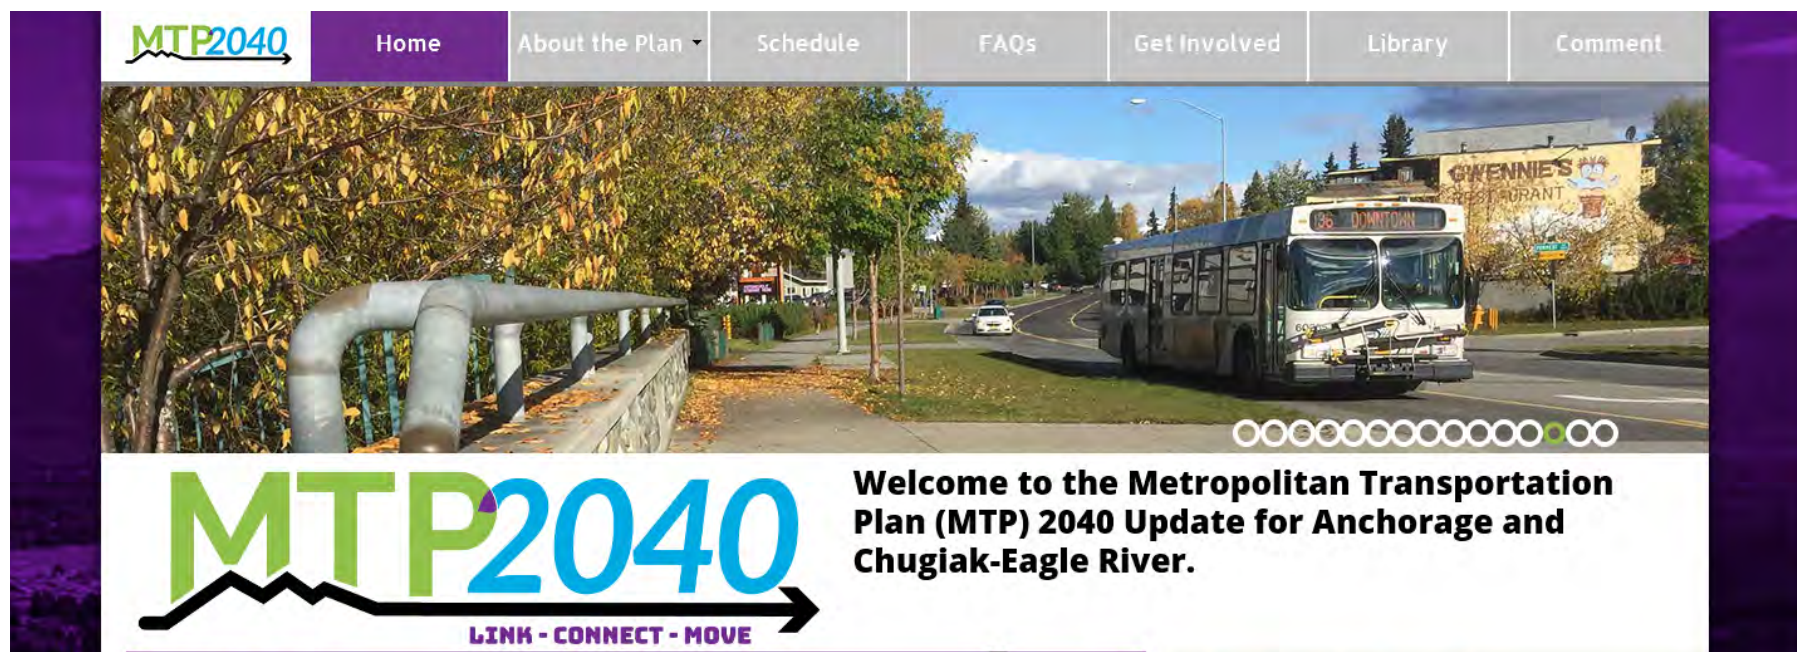 MTP2040
Home
About the Plan
Schedule
FAQs
Get Involved
Library
Comment
GWENNIE'S
RESTAURANT
36 DOWNTOWN
MTP2040
LINK - CONNECT - MOVE
Welcome to the Metropolitan Transportation
Plan (MTP) 2040 Update for Anchorage and
Chugiak-Eagle River.